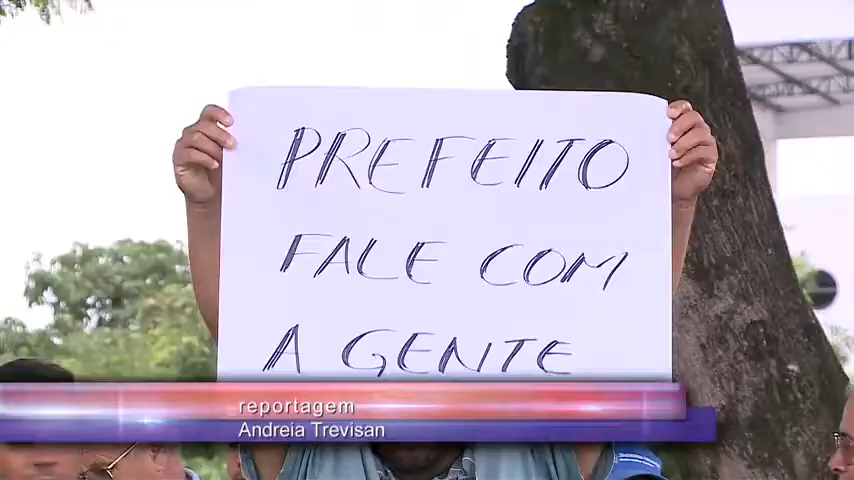 PREFEITO
FALE COM
A GENTE
reportagem
Andreia Trevisan